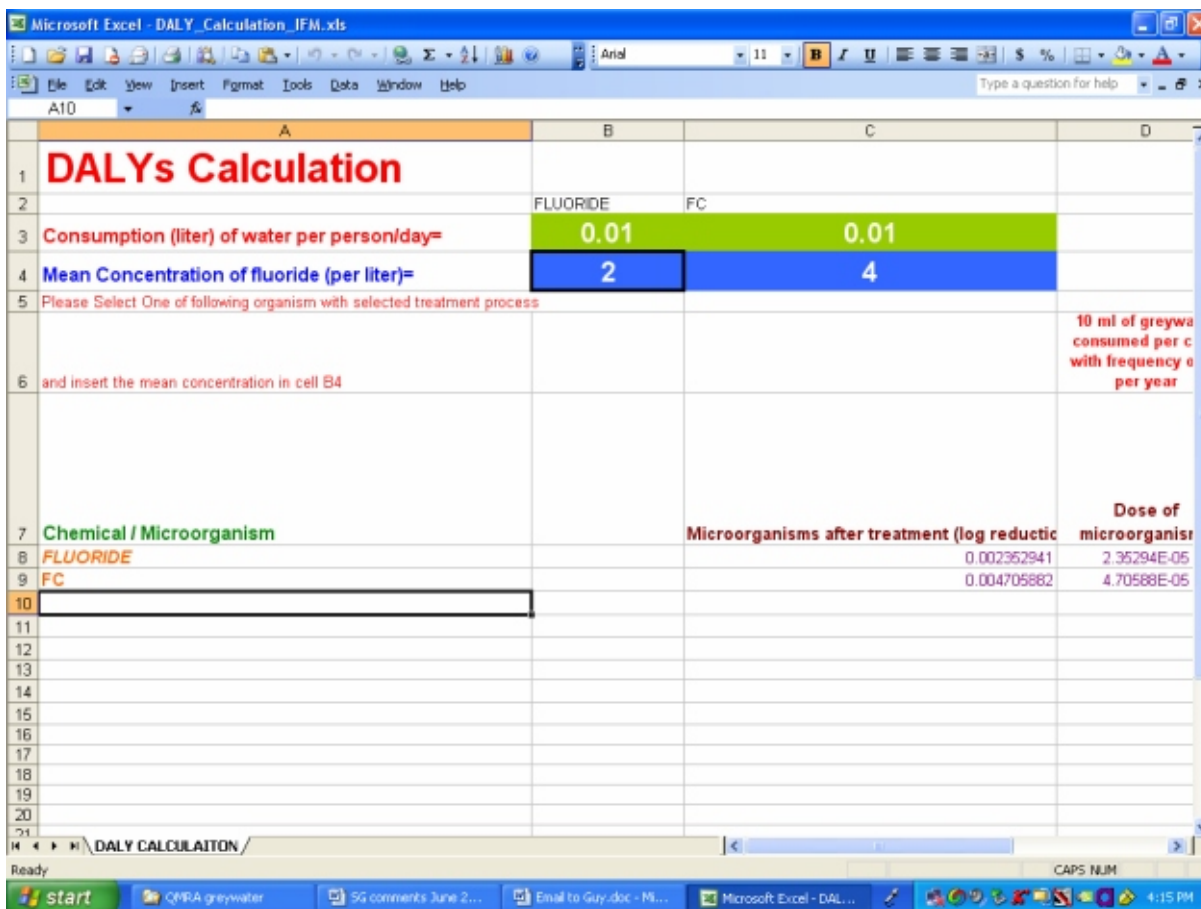 Microsoft Excel - DALY_Calculation_IFM.xls
Arial 11 B I U $ %
File Edit View Insert Format Tools Data Window Help Type a question for help
A10 fx
A B C D
1 DALYs Calculation
2 FLUORIDE FC
3 Consumption (liter) of water per person/day= 0.01 0.01
4 Mean Concentration of fluoride (per liter)= 2 4
5 Please Select One of following organism with selected treatment process
10 ml of greywa
consumed per c
with frequency o
per year
6 and insert the mean concentration in cell B4
Dose of
7 Chemical / Microorganism Microorganisms after treatment (log reductio microorganisr
8 FLUORIDE 0.002352941 2.35294E-05
9 FC 0.004705882 4.70588E-05
10
11
12
13
14
15
16
17
18
19
20
21
DALY CALCULAITON
Ready CAPS NUM
start QMRA greywater SG comments June 2... Email to Guy.doc - Mi... Microsoft Excel - DAL... 4:15 PM